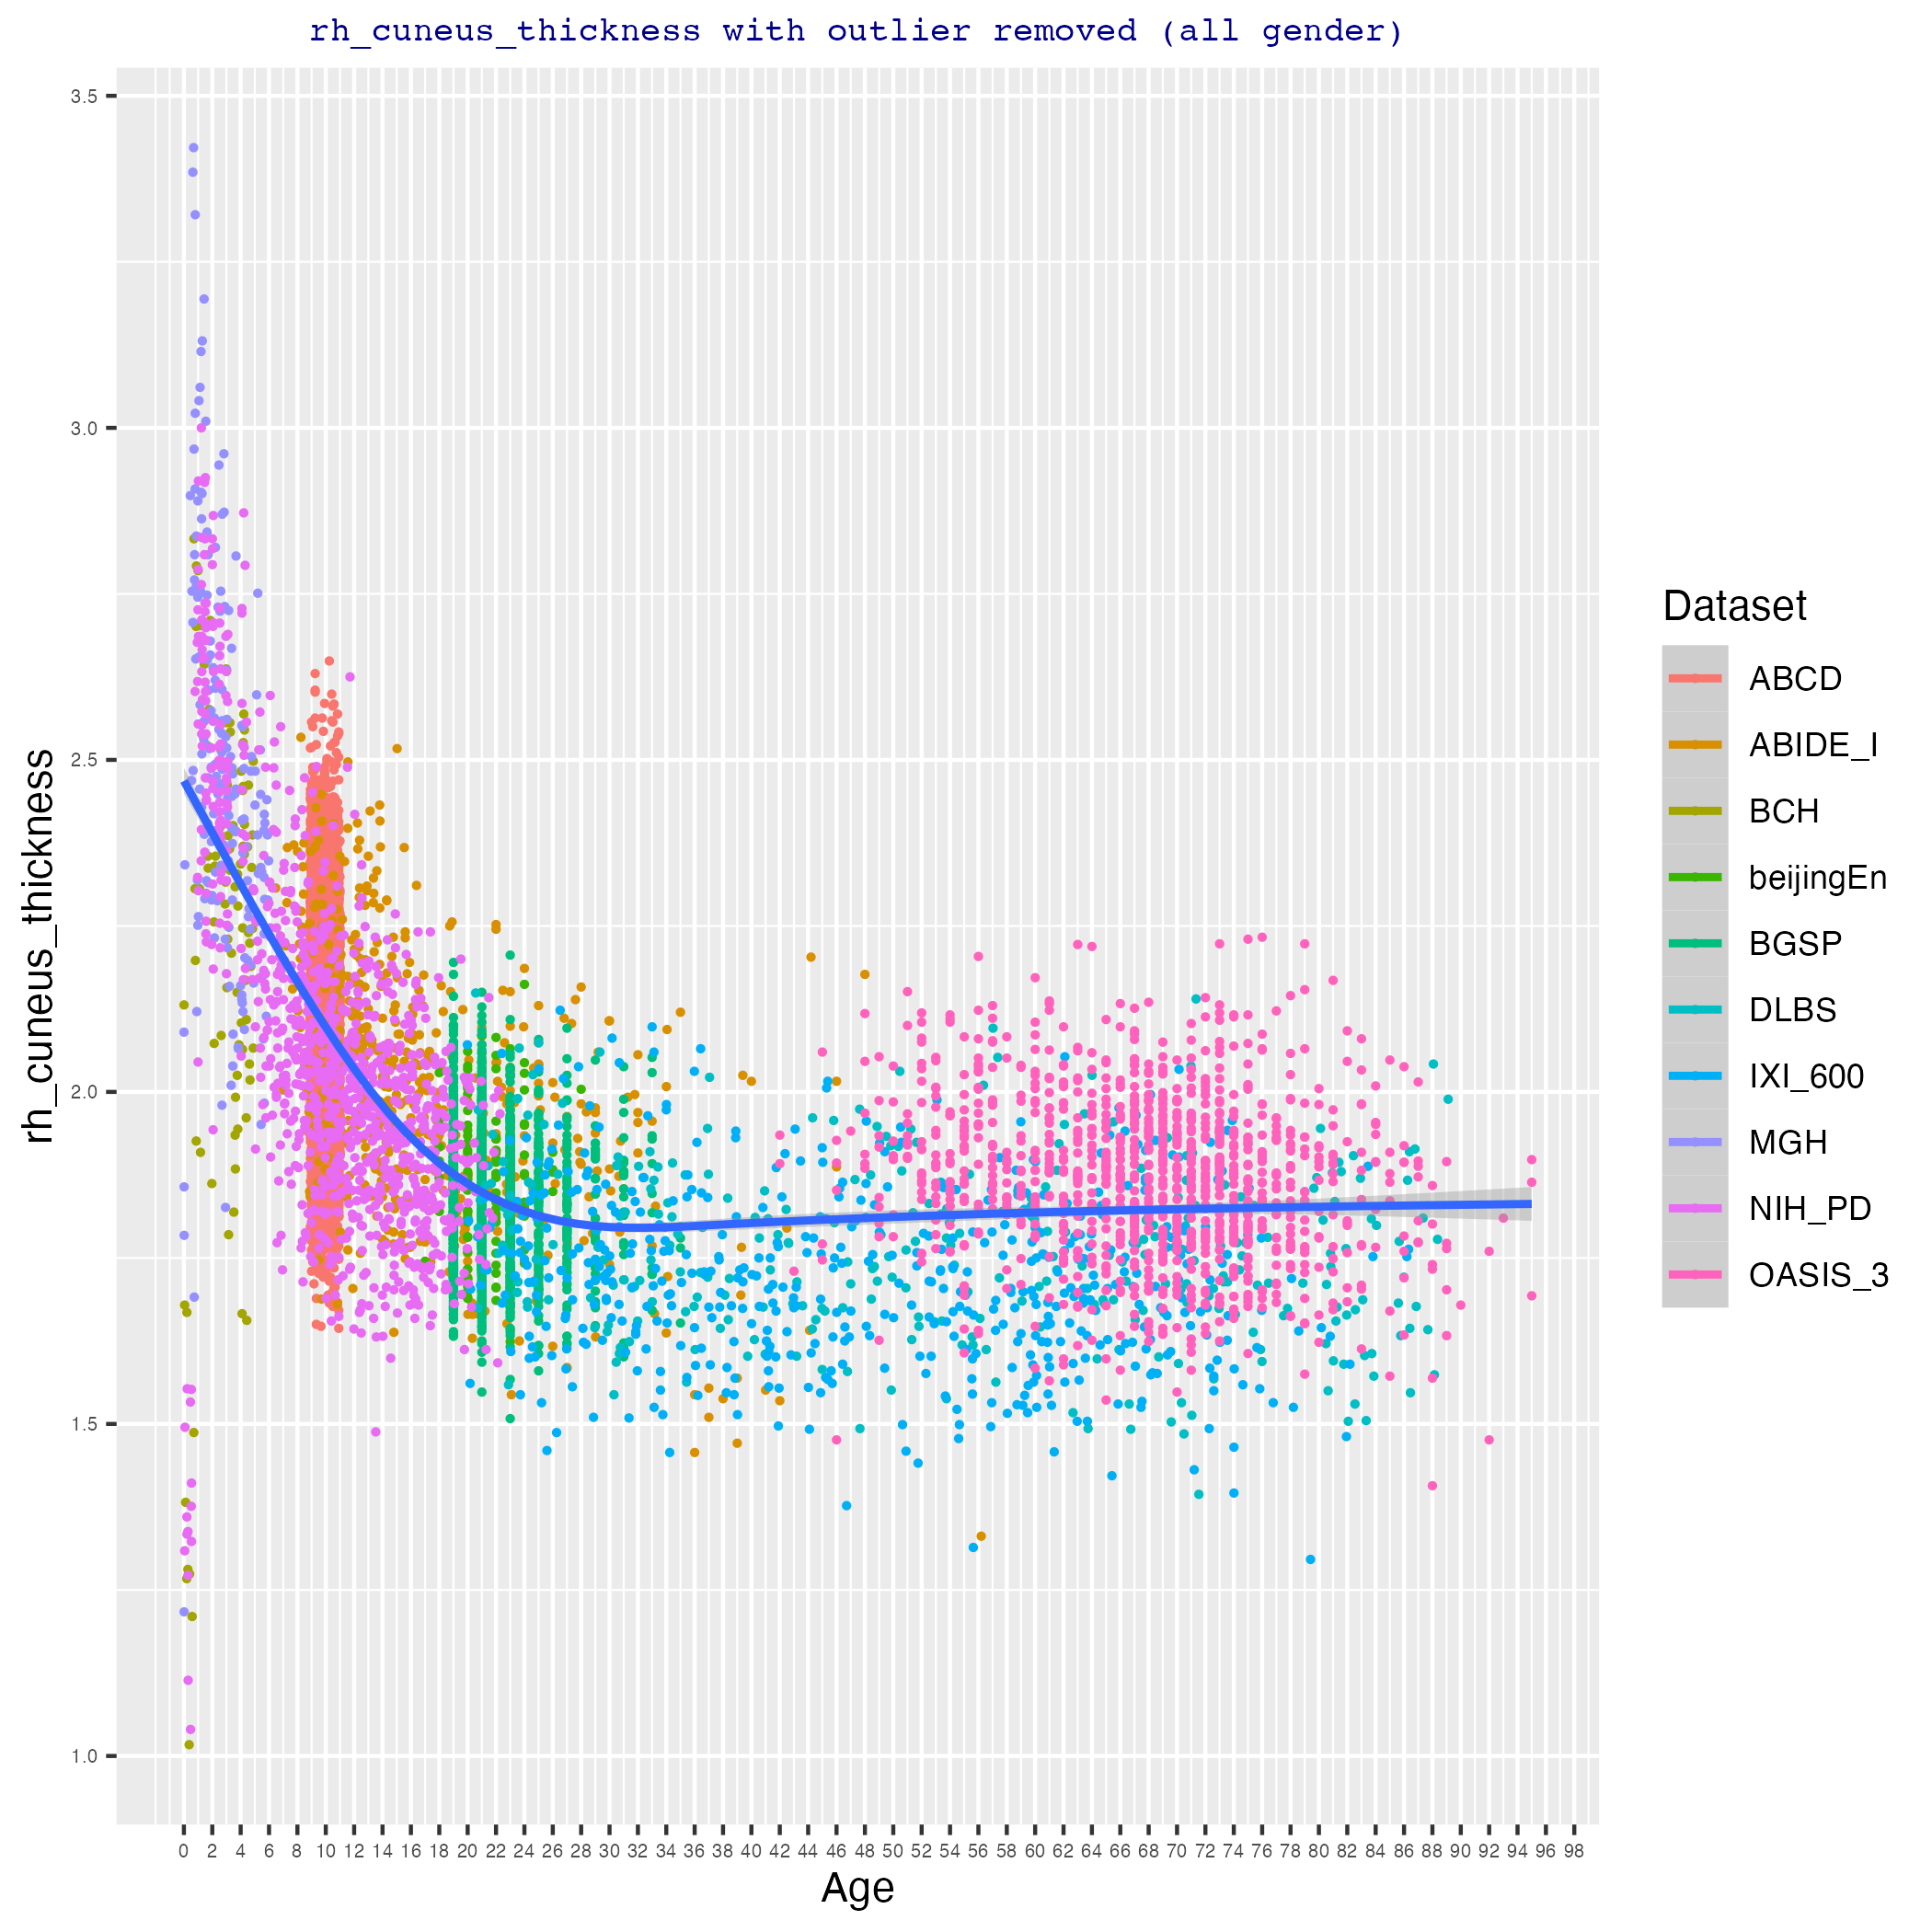 rh_cuneus_thickness with outlier removed (all gender)
rh_cuneus_thickness
3.5
3.0
2.5
2.0
1.5
1.0
0 2 4 6 8 10 12 14 16 18 20 22 24 26 28 30 32 34 36 38 40 42 44 46 48 50 52 54 56 58 60 62 64 66 68 70 72 74 76 78 80 82 84 86 88 90 92 94 96 98
Age
Dataset
ABCD
ABIDE_I
BCH
beijingEn
BGSP
DLBS
IXI_600
MGH
NIH_PD
OASIS_3